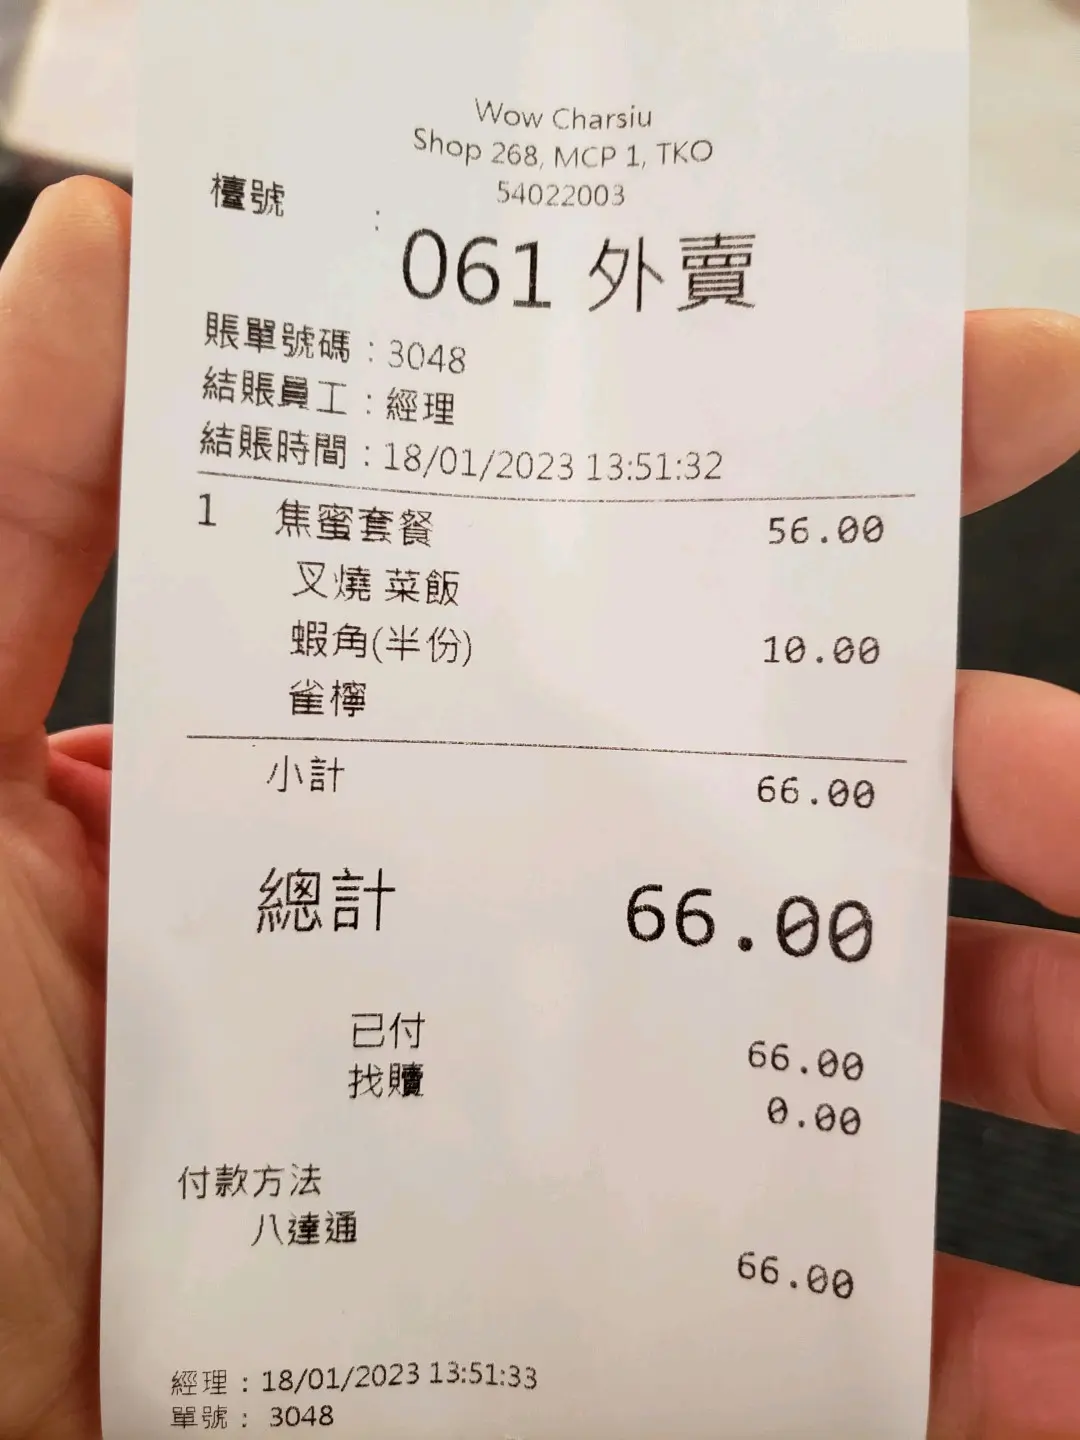 Wow Charsiu
Shop 268, MCP 1, TKO
54022003
檯號 :
061 外賣
賬單號碼 : 3048
結賬員工 : 經理
結賬時間 : 18/01/2023 13:51:32
1 焦蜜套餐 56.00
叉燒 菜飯
蝦角(半份) 10.00
雀檸
小計 66.00
總計 66.00
已付 66.00
找贖 0.00
付款方法
八達通 66.00
經理 : 18/01/2023 13:51:33
單號 : 3048